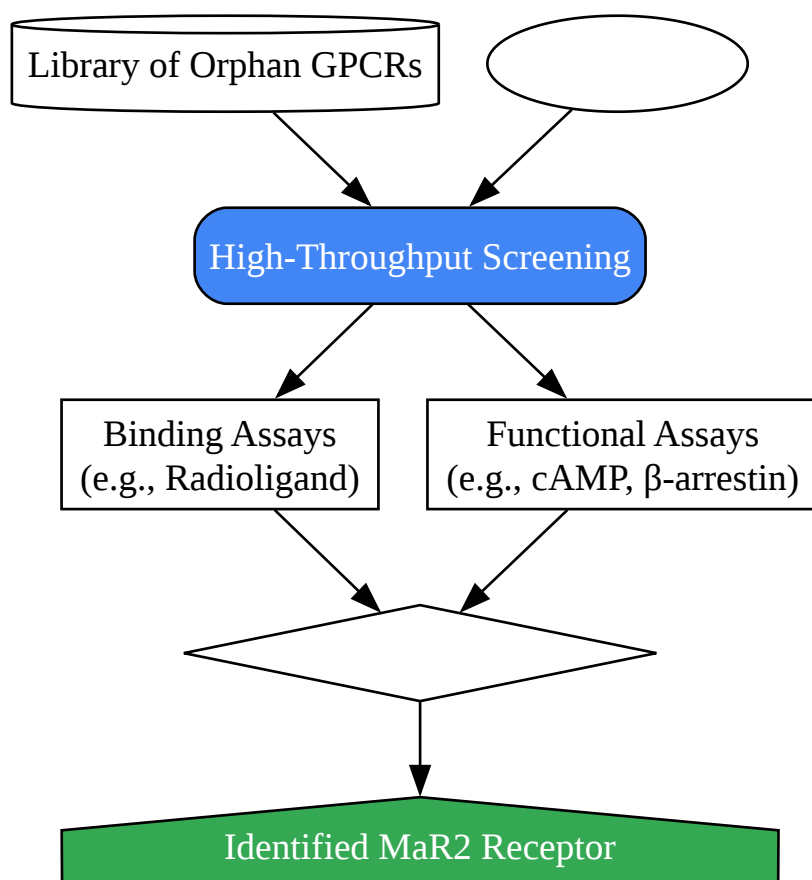 Library of Orphan GPCRs
High-Throughput Screening
Binding Assays
(e.g., Radioligand)
Functional Assays
(e.g., cAMP, β-arrestin)
Identified MaR2 Receptor